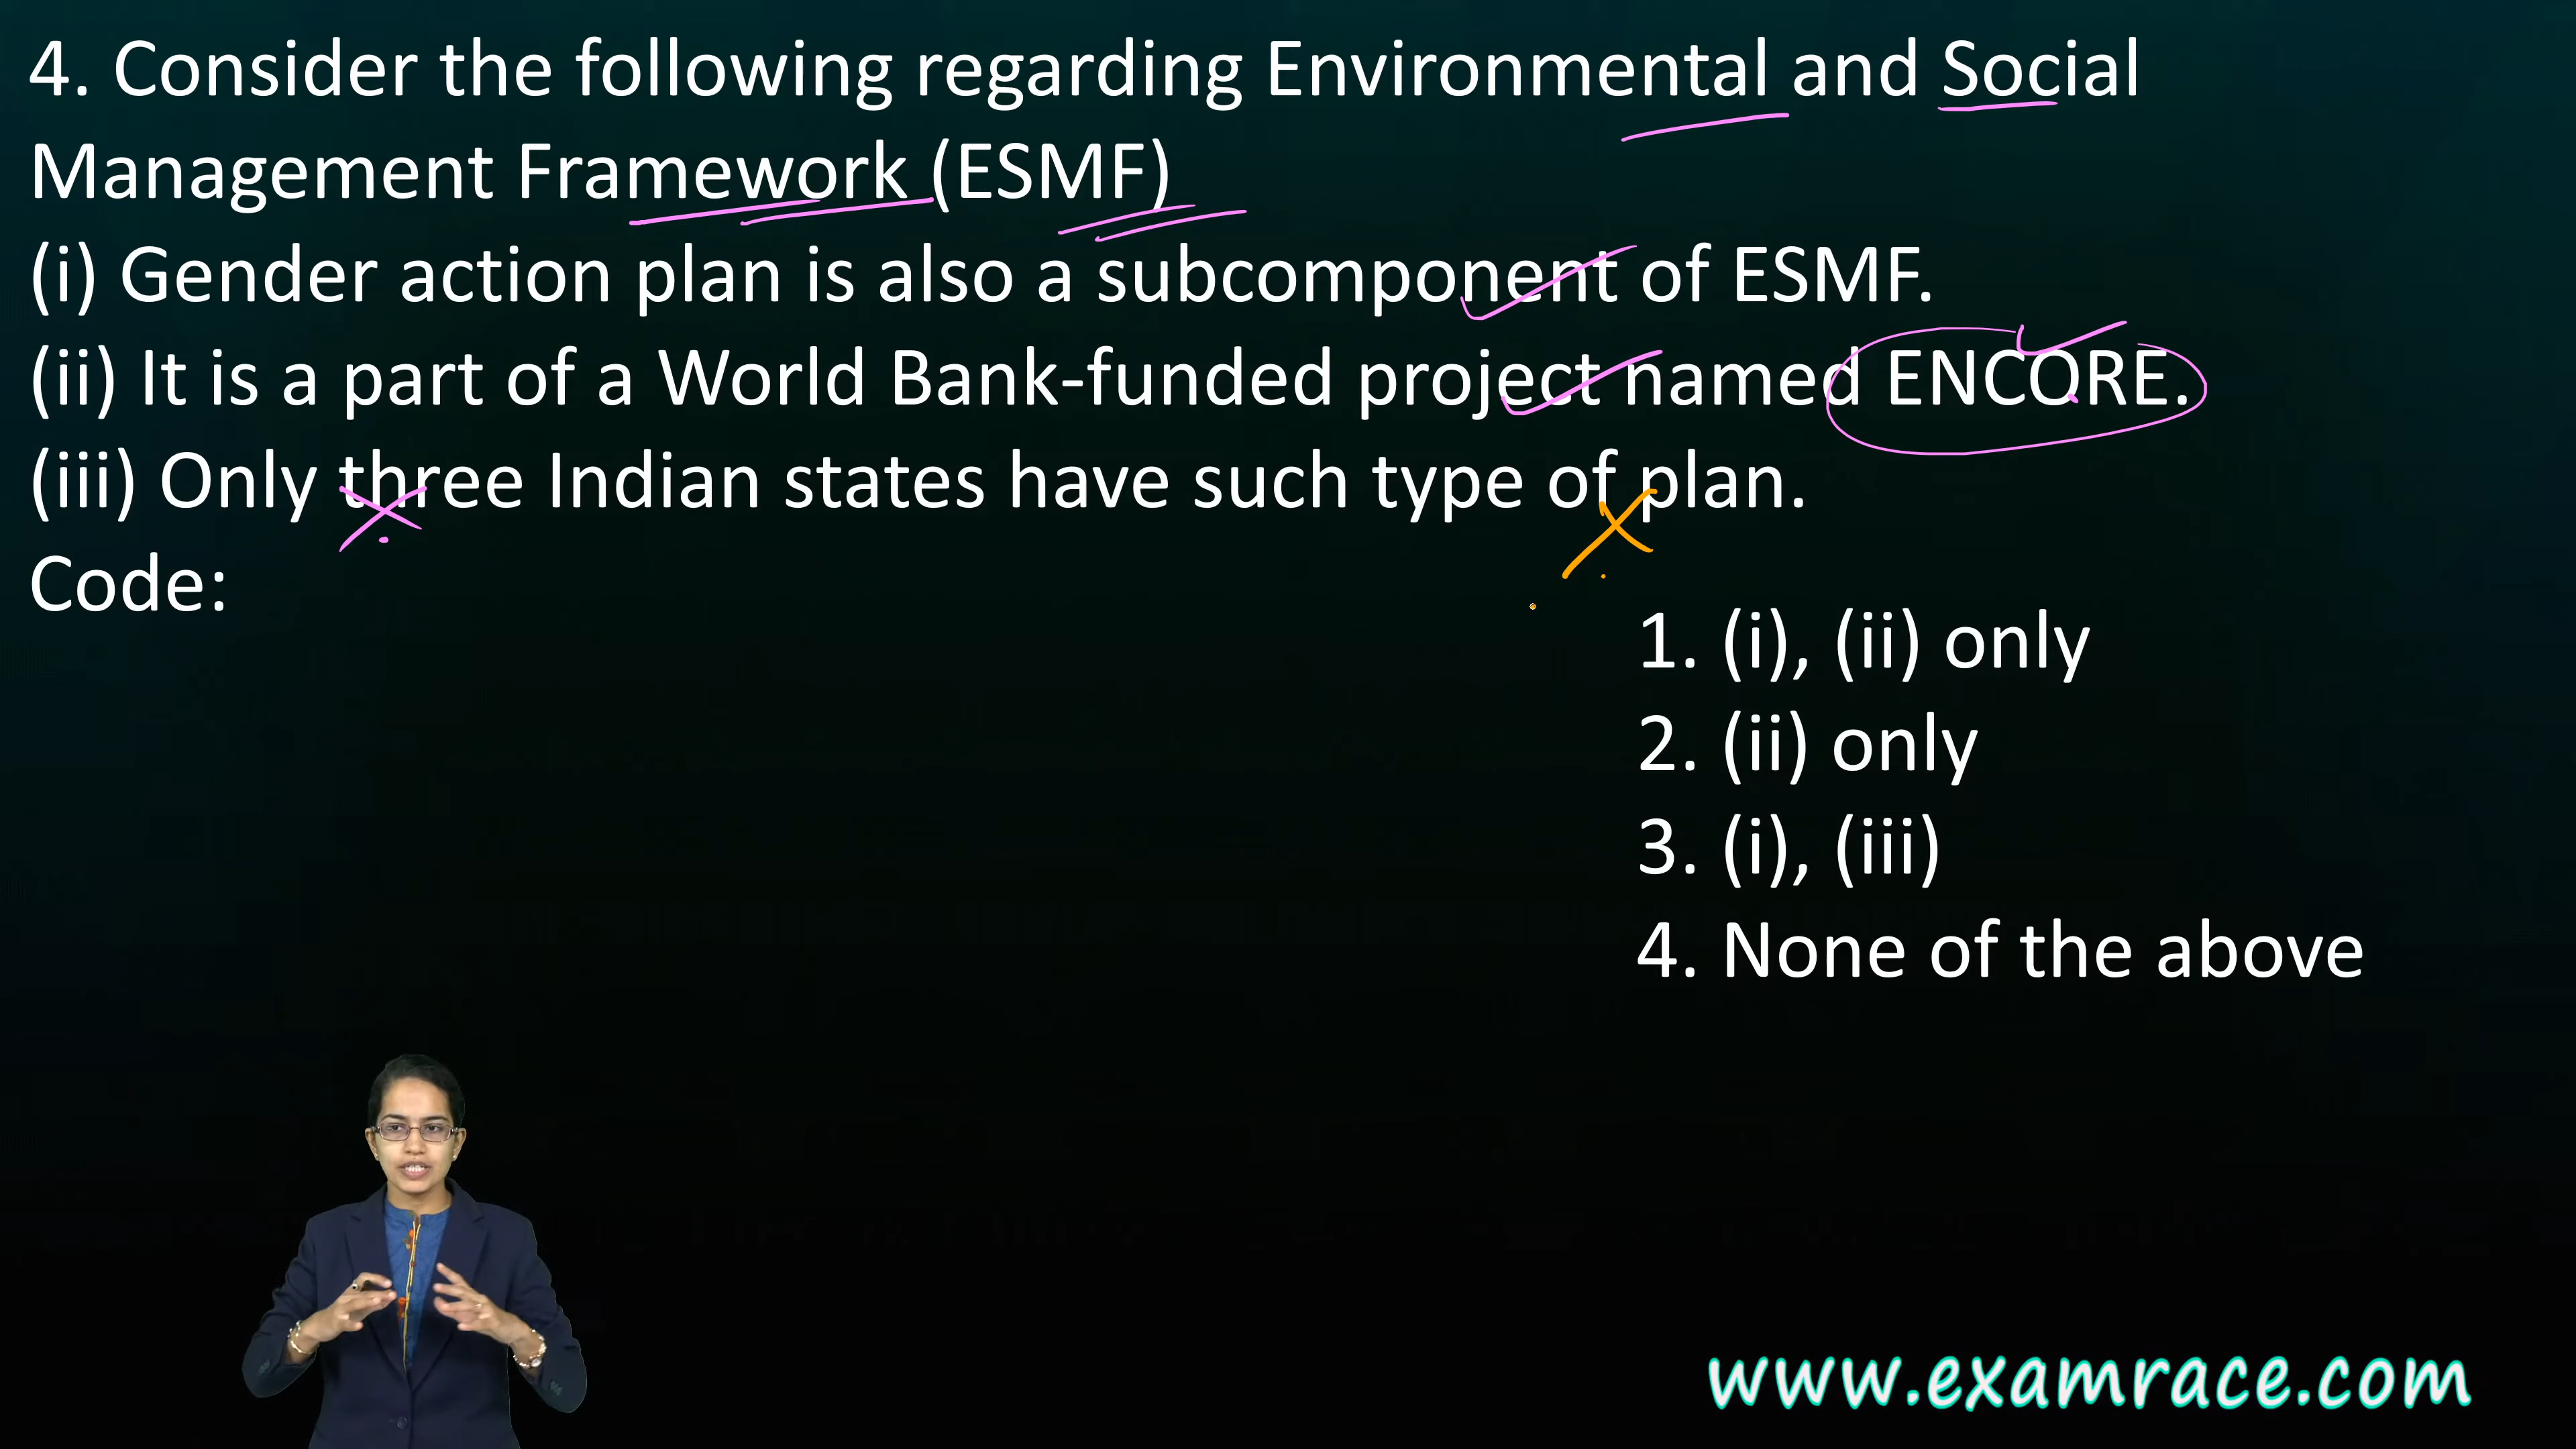 4. Consider the following regarding Environmental and Social
Management Framework (ESMF)
(i) Gender action plan is also a subcomponent of ESMF.
(ii) It is a part of a World Bank-funded project named ENCORE.
(iii) Only three Indian states have such type of plan.
Code:
1. (i), (ii) only
2. (ii) only
3. (i), (iii)
4. None of the above
www.examrace.com